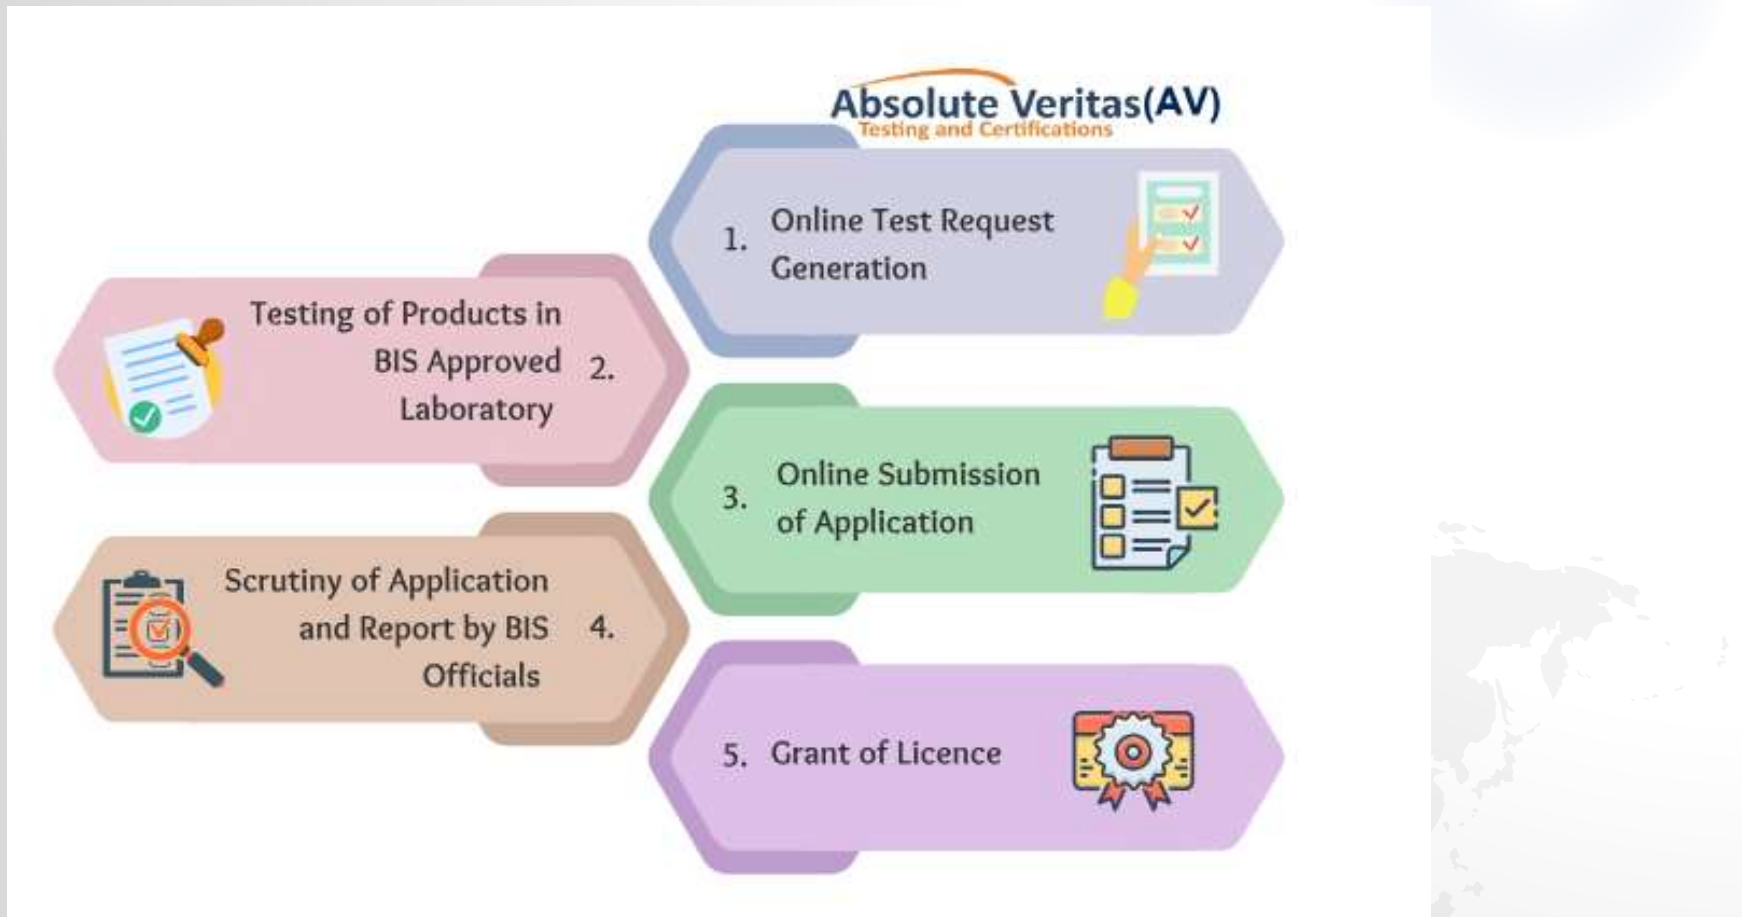 Absolute Veritas(AV)
Testing and Certifications
1. Online Test Request
Generation
Testing of Products in
BIS Approved
Laboratory
2.
3. Online Submission
of Application
Scrutiny of Application
and Report by BIS
Officials
4.
5. Grant of Licence